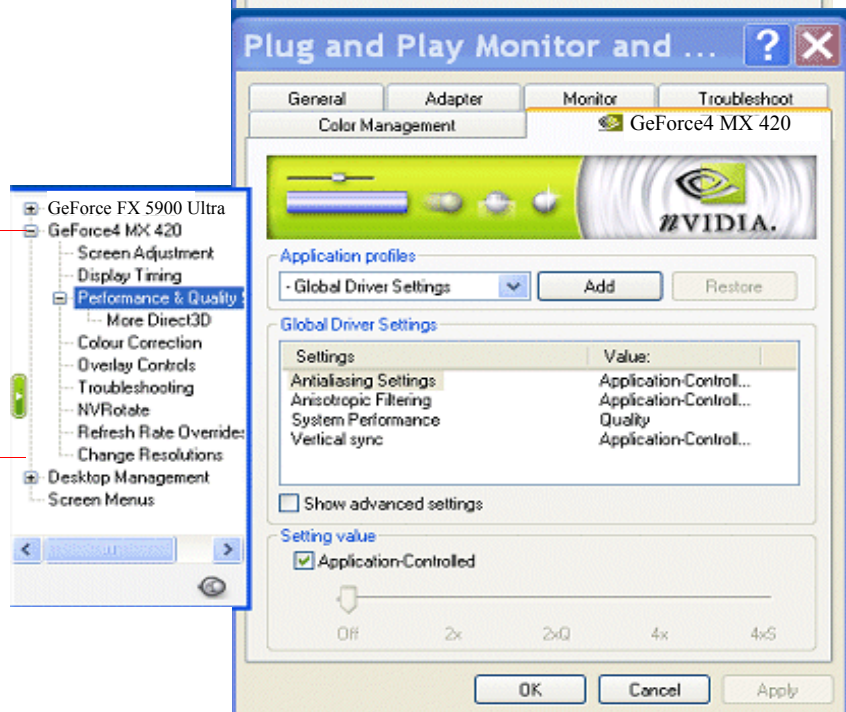 Plug and Play Monitor and ...
General Adapter Monitor Troubleshoot
Color Management GeForce4 MX 420
nVIDIA.
GeForce FX 5900 Ultra
GeForce4 MX 420
Screen Adjustment
Display Timing
Performance & Quality
More Direct3D
Colour Correction
Overlay Controls
Troubleshooting
NVRotate
Refresh Rate Overrides
Change Resolutions
Desktop Management
Screen Menus
Application profiles
- Global Driver Settings Add Restore
Global Driver Settings
Settings Value:
Antialiasing Settings Application-Controll...
Anisotropic Filtering Application-Controll...
System Performance Quality
Vertical sync Application-Controll...
Show advanced settings
Setting value
Application-Controlled
Off 2x 2xQ 4x 4xS
OK Cancel Apply